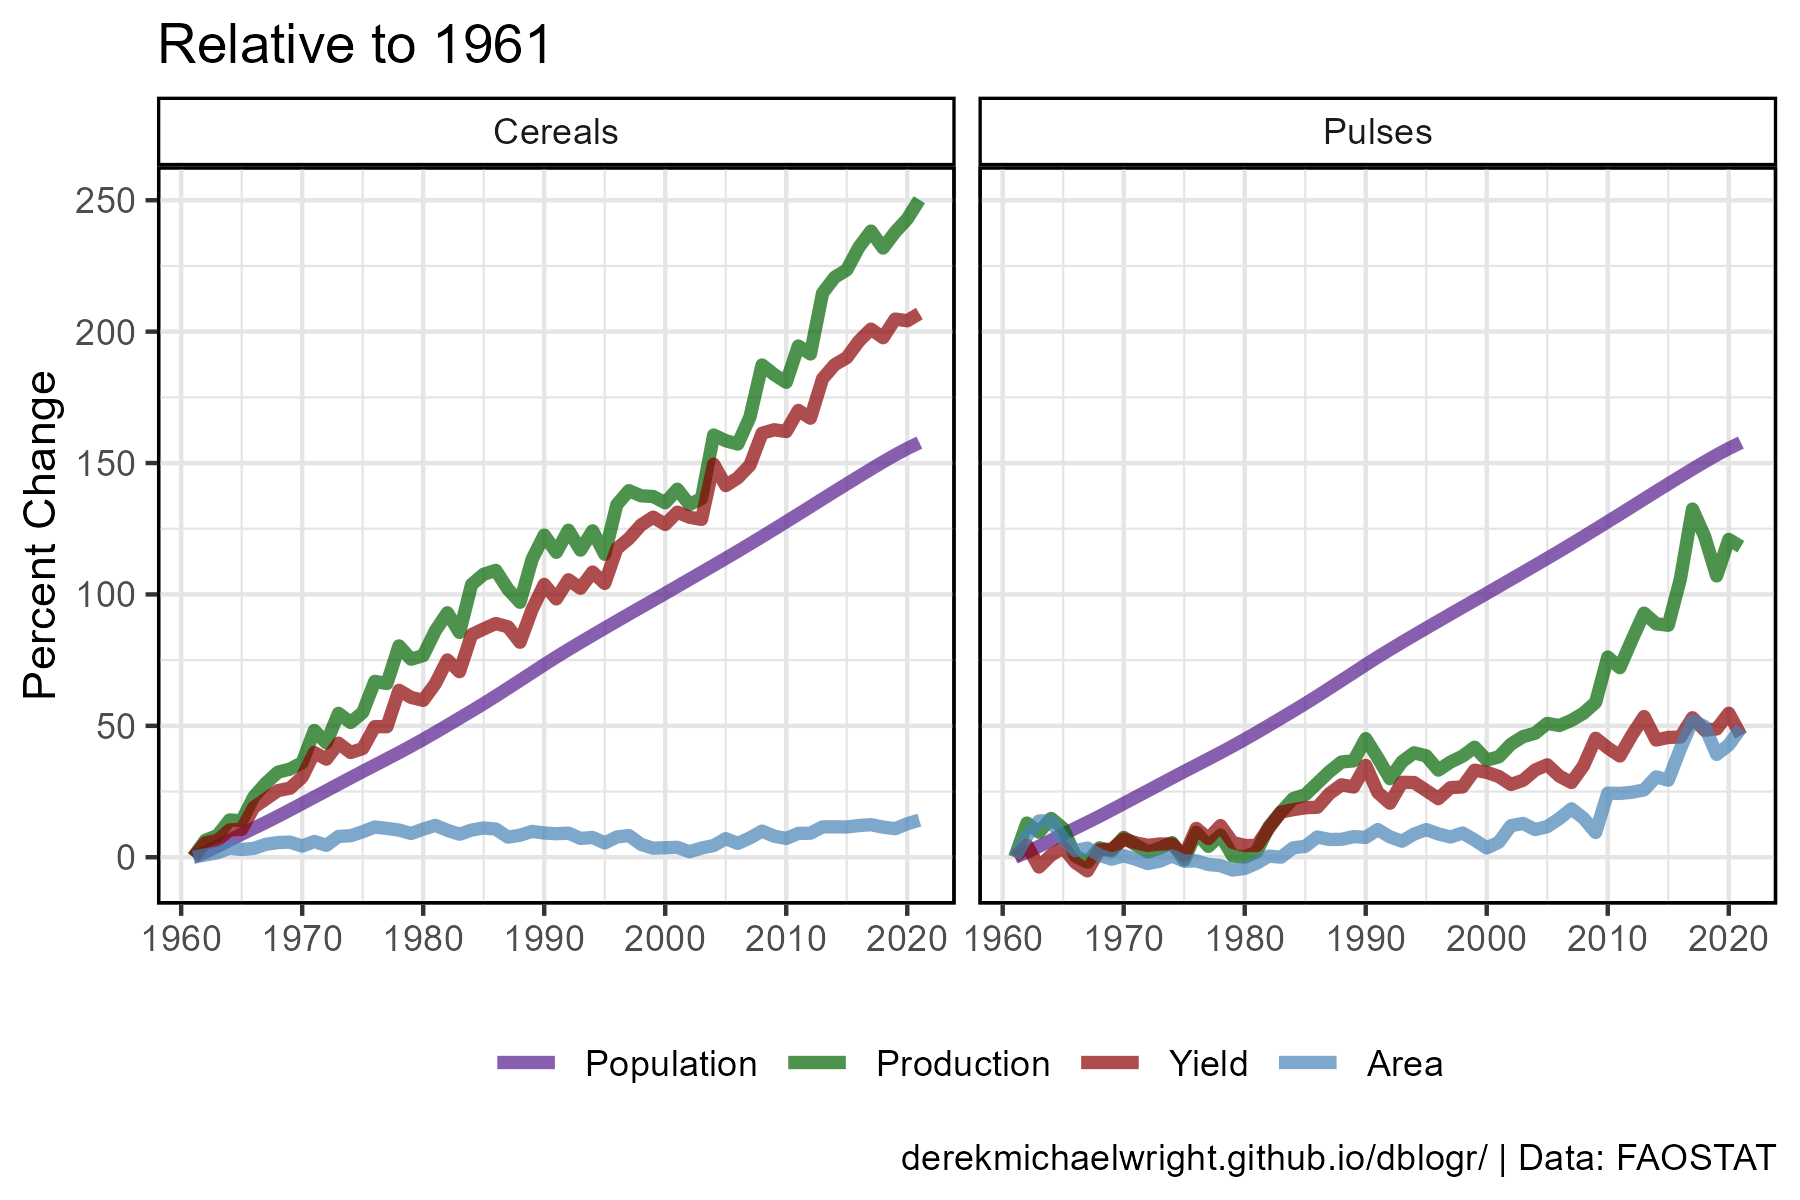 Relative to 1961
Cereals
Pulses
Percent Change
250
200
150
100
50
0
1960 1970 1980 1990 2000 2010 2020
1960 1970 1980 1990 2000 2010 2020
Population Production Yield Area
derekmichaelwright.github.io/dblogr/ | Data: FAOSTAT